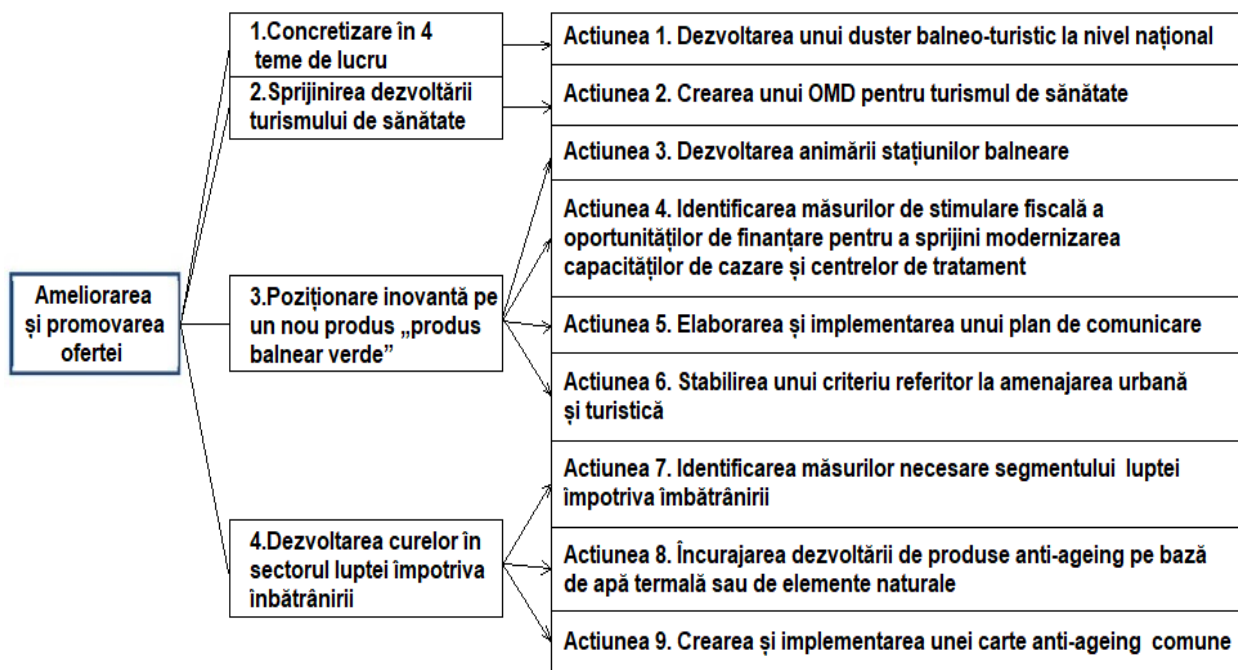 Ameliorarea
și promovarea
ofertei
1.Concretizare în 4
teme de lucru
2.Sprijinirea dezvoltării
turismului de sănătate
3.Poziționare inovantă pe
un nou produs „produs
balnear verde”
4.Dezvoltarea curelor în
sectorul luptei împotriva
înbătrânirii
Actiunea 1. Dezvoltarea unui duster balneo-turistic la nivel național
Actiunea 2. Crearea unui OMD pentru turismul de sănătate
Actiunea 3. Dezvoltarea animării stațiunilor balneare
Actiunea 4. Identificarea măsurilor de stimulare fiscală a
oportunităților de finanțare pentru a sprijini modernizarea
capacităților de cazare și centrelor de tratament
Actiunea 5. Elaborarea și implementarea unui plan de comunicare
Actiunea 6. Stabilirea unui criteriu referitor la amenajarea urbană
și turistică
Actiunea 7. Identificarea măsurilor necesare segmentului luptei
împotriva îmbătrânirii
Actiunea 8. Încurajarea dezvoltării de produse anti-ageing pe bază
de apă termală sau de elemente naturale
Actiunea 9. Crearea și implementarea unei carte anti-ageing comune